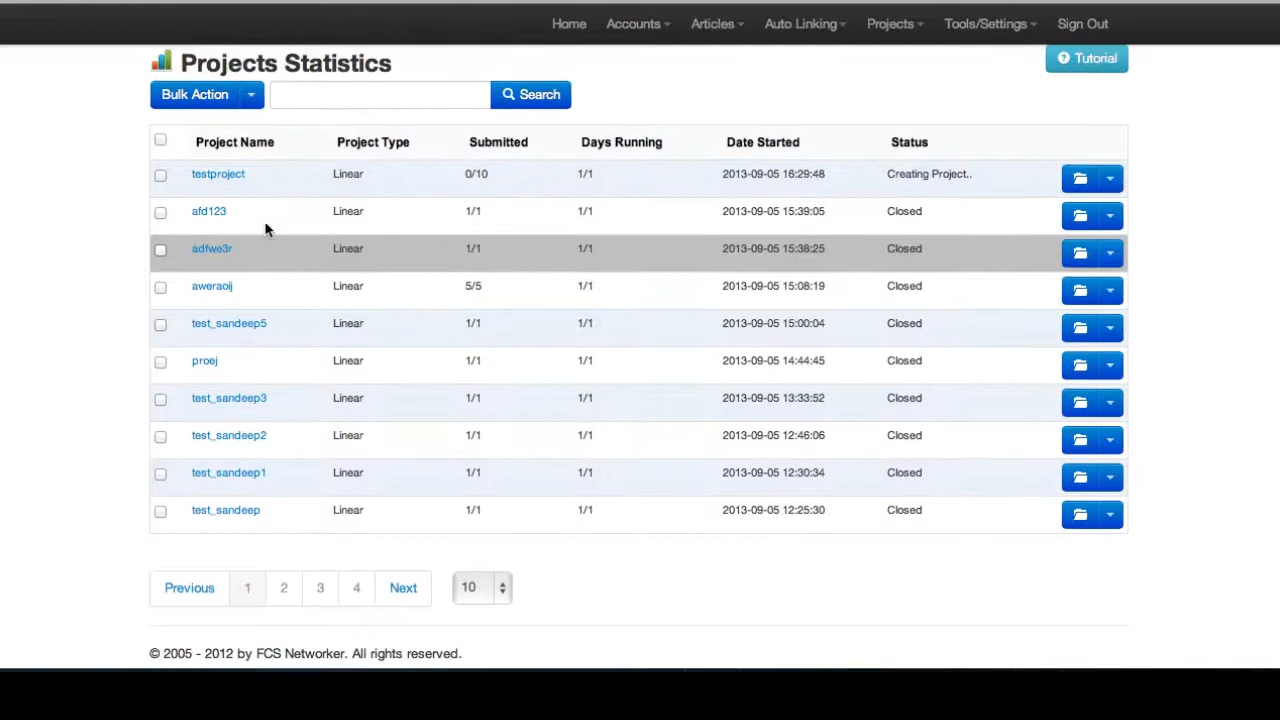 Home Accounts Articles Auto Linking Projects Tools/Settings Sign Out
Projects Statistics
Tutorial
Bulk Action Search
Project Name Project Type Submitted Days Running Date Started Status
testproject Linear 0/10 1/1 2013-09-05 16:29:48 Creating Project..
afd123 Linear 1/1 1/1 2013-09-05 15:39:05 Closed
adfwe3r Linear 1/1 1/1 2013-09-05 15:38:25 Closed
aweraoij Linear 5/5 1/1 2013-09-05 15:08:19 Closed
test_sandeep5 Linear 1/1 1/1 2013-09-05 15:00:04 Closed
proej Linear 1/1 1/1 2013-09-05 14:44:45 Closed
test_sandeep3 Linear 1/1 1/1 2013-09-05 13:33:52 Closed
test_sandeep2 Linear 1/1 1/1 2013-09-05 12:46:06 Closed
test_sandeep1 Linear 1/1 1/1 2013-09-05 12:30:34 Closed
test_sandeep Linear 1/1 1/1 2013-09-05 12:25:30 Closed
Previous 1 2 3 4 Next 10
© 2005 - 2012 by FCS Networker. All rights reserved.